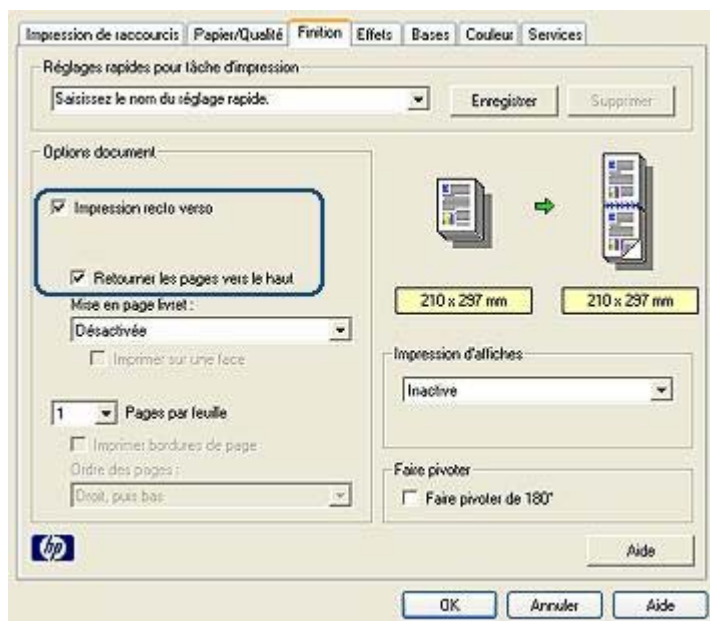 Impression de raccourcis Papier/Qualité Finition Effets Bases Couleur Services
Réglages rapides pour tâche d'impression
Saisissez le nom du réglage rapide. Enregistrer Supprimer
Options document
Impression recto verso
Retourner les pages vers le haut
Mise en page livret :
Désactivée
Imprimer sur une face
1 Pages par feuille
Imprimer bordures de page
Ordre des pages :
Droit, puis bas
210 x 297 mm 210 x 297 mm
Impression d'affiches
Inactive
Faire pivoter
Faire pivoter de 180°
hp
Aide
OK Annuler Aide